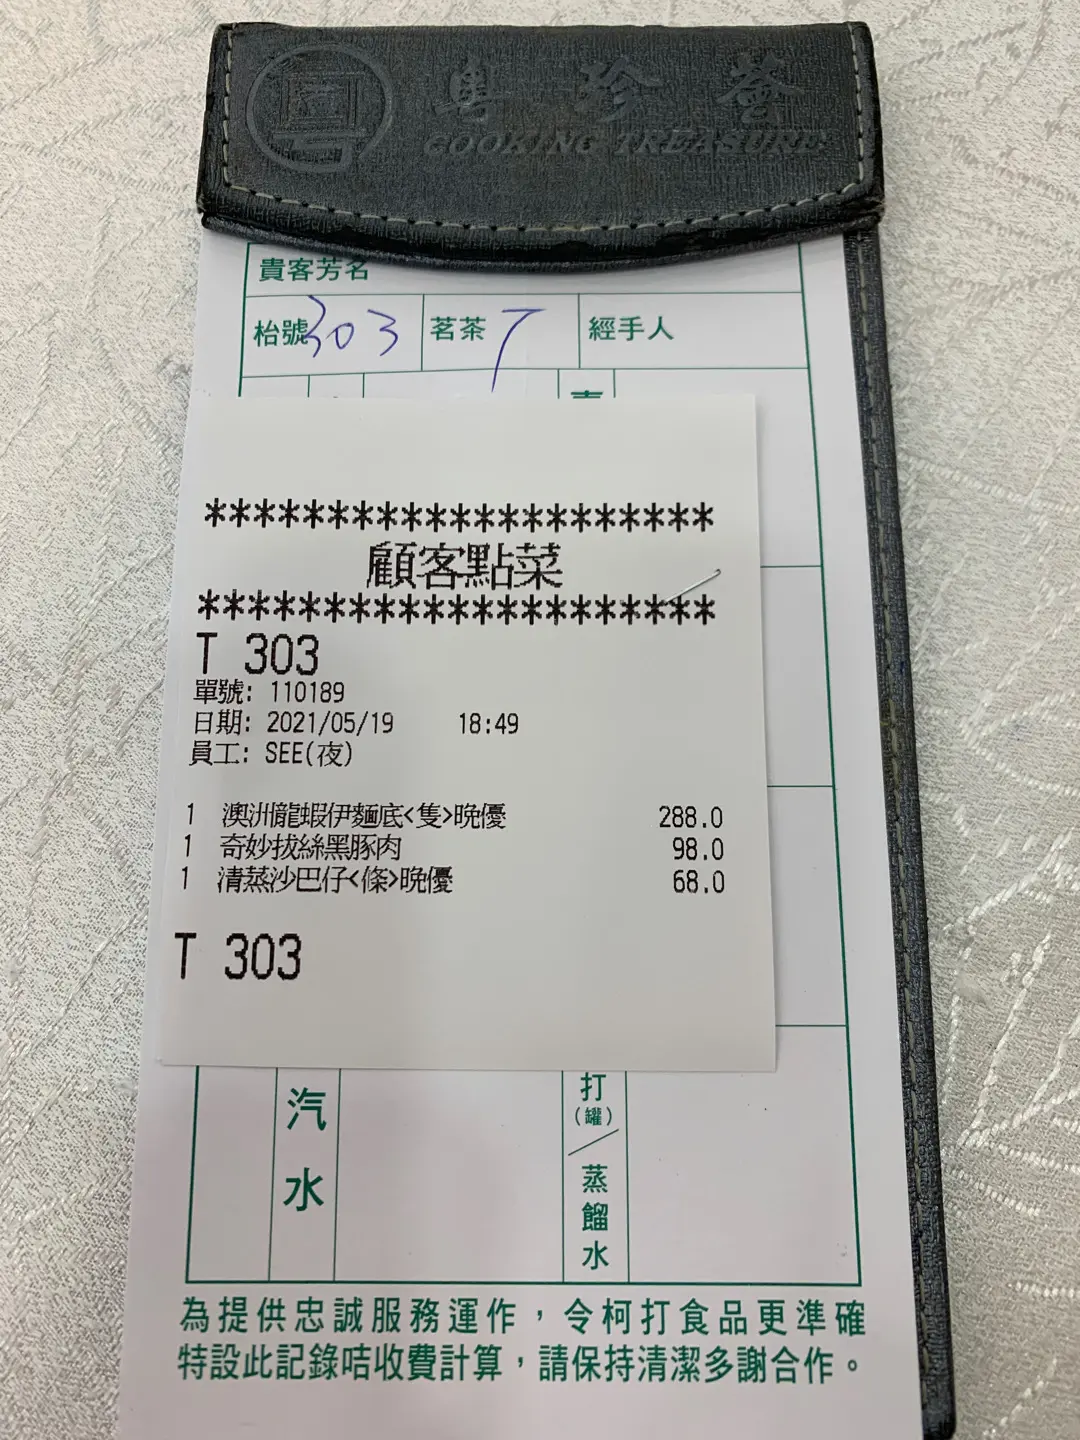 粵珍薈
COOKING TREASURE
貴客芳名
枱號 303 茗茶 7 經手人
*********************
顧客點菜
*********************
T 303
單號: 110189
日期: 2021/05/19 18:49
員工: SEE(夜)
1 澳洲龍蝦伊麵底<隻>晚優 288.0
1 奇妙拔絲黑豚肉 98.0
1 清蒸沙巴仔<條>晚優 68.0
T 303
汽水
打(罐)/蒸餾水
為提供忠誠服務運作，令柯打食品更準確
特設此記錄咭收費計算，請保持清潔多謝合作。